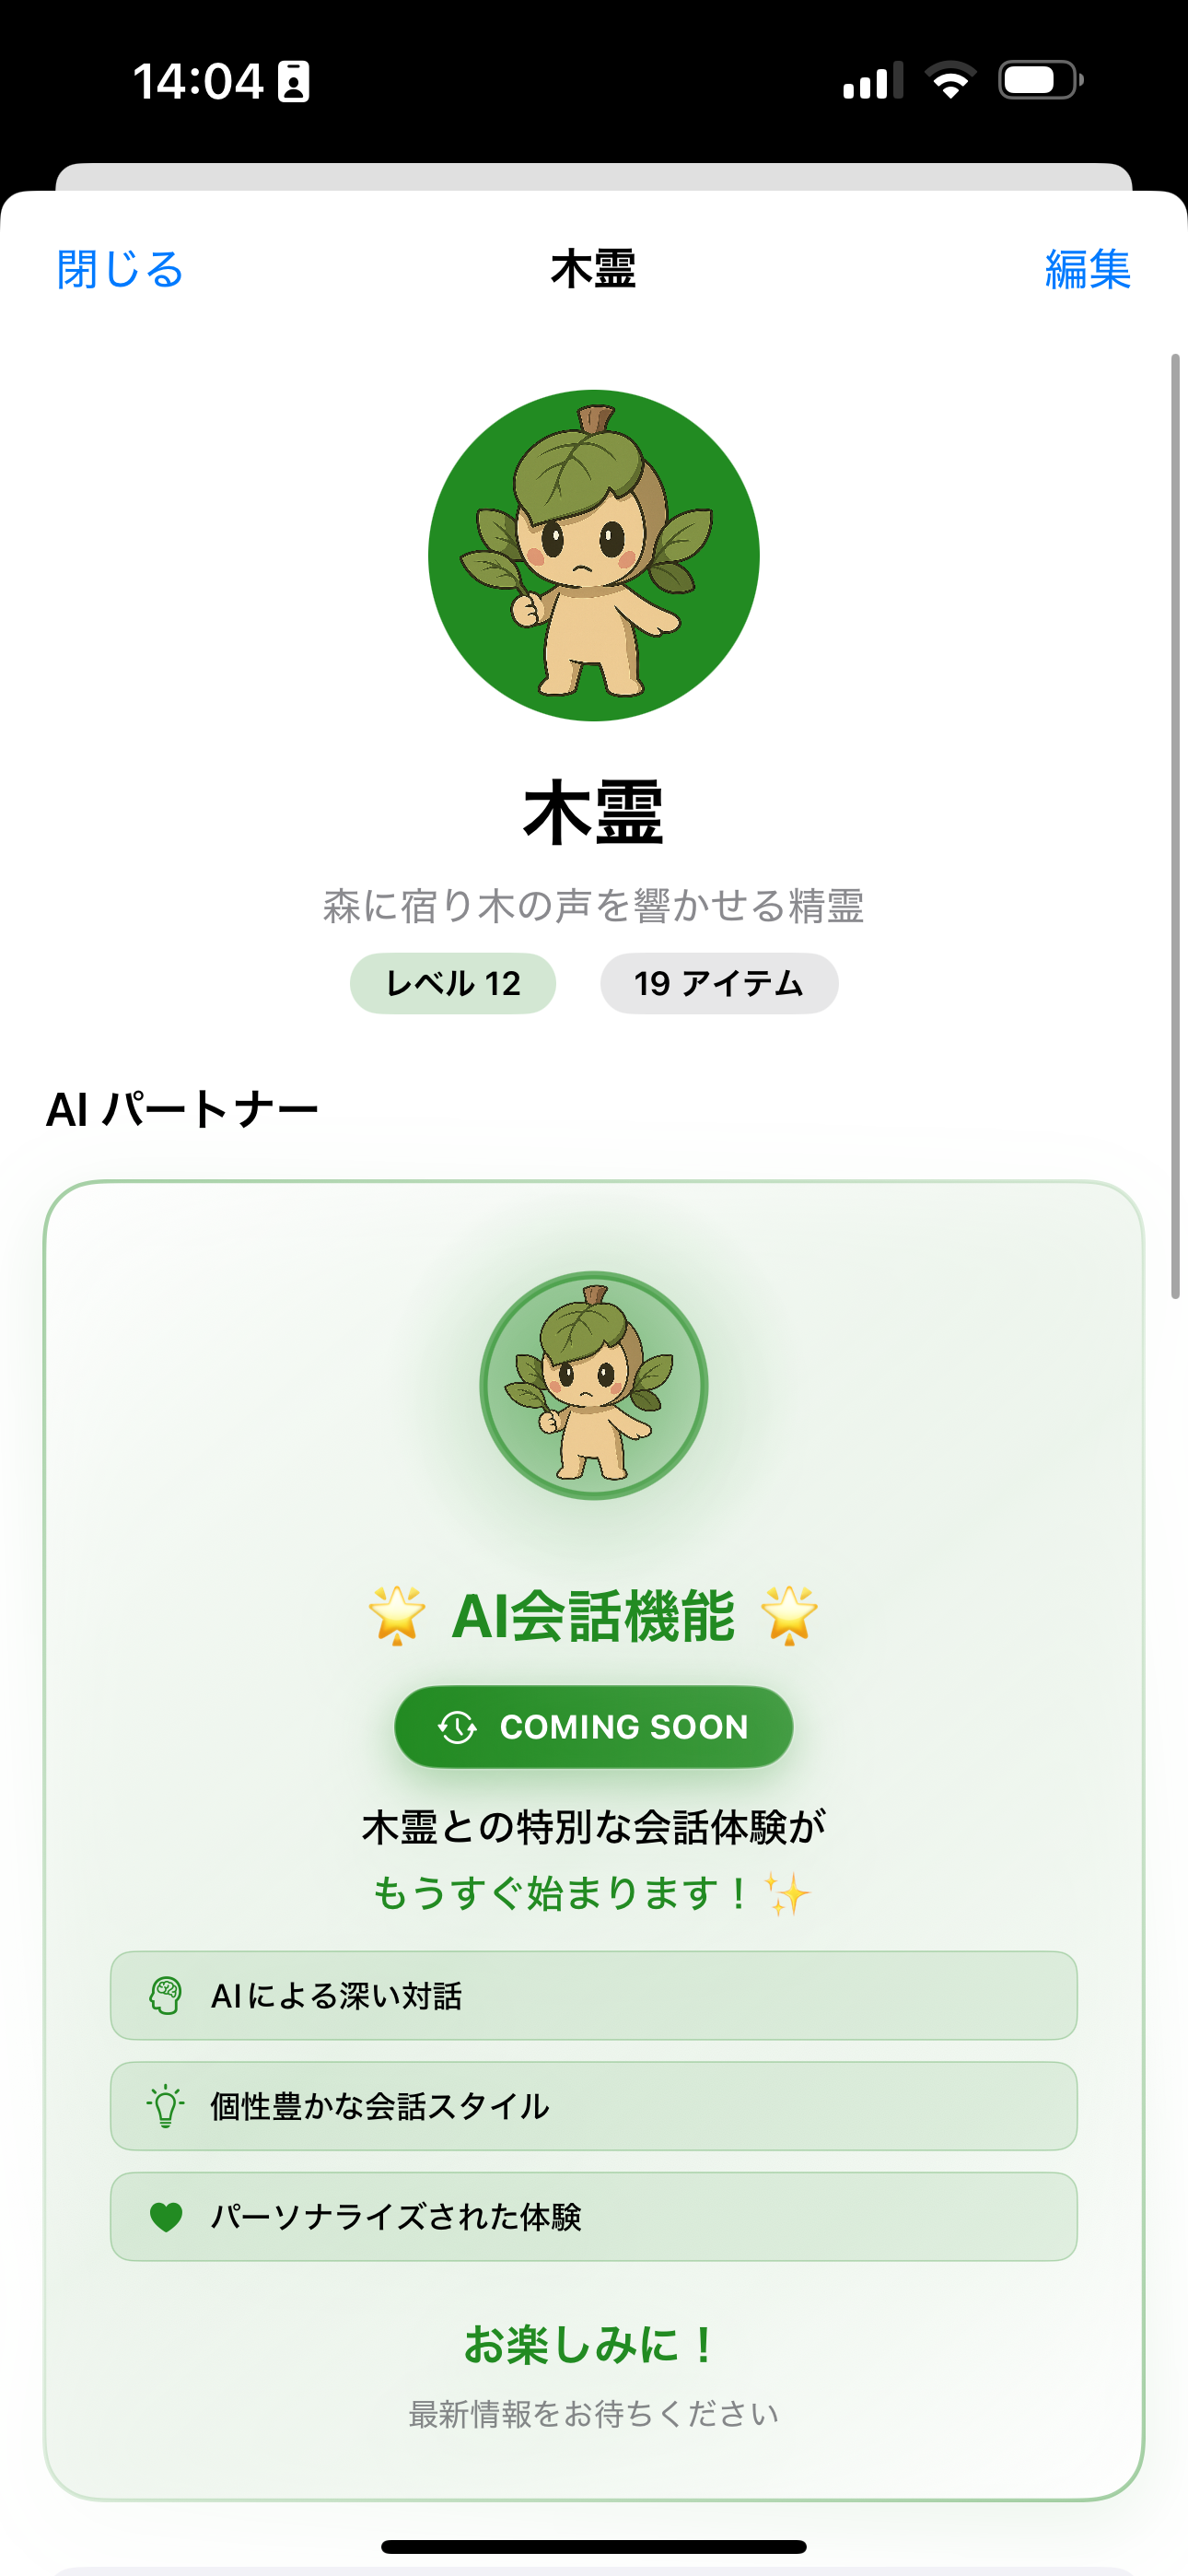 14:04
閉じる 木霊 編集
木霊
森に宿り木の声を響かせる精霊
レベル 12 19 アイテム
AI パートナー
🌟 AI会話機能 🌟
COMING SOON
木霊との特別な会話体験が
もうすぐ始まります！✨
AIによる深い対話
個性豊かな会話スタイル
パーソナライズされた体験
お楽しみに！
最新情報をお待ちください